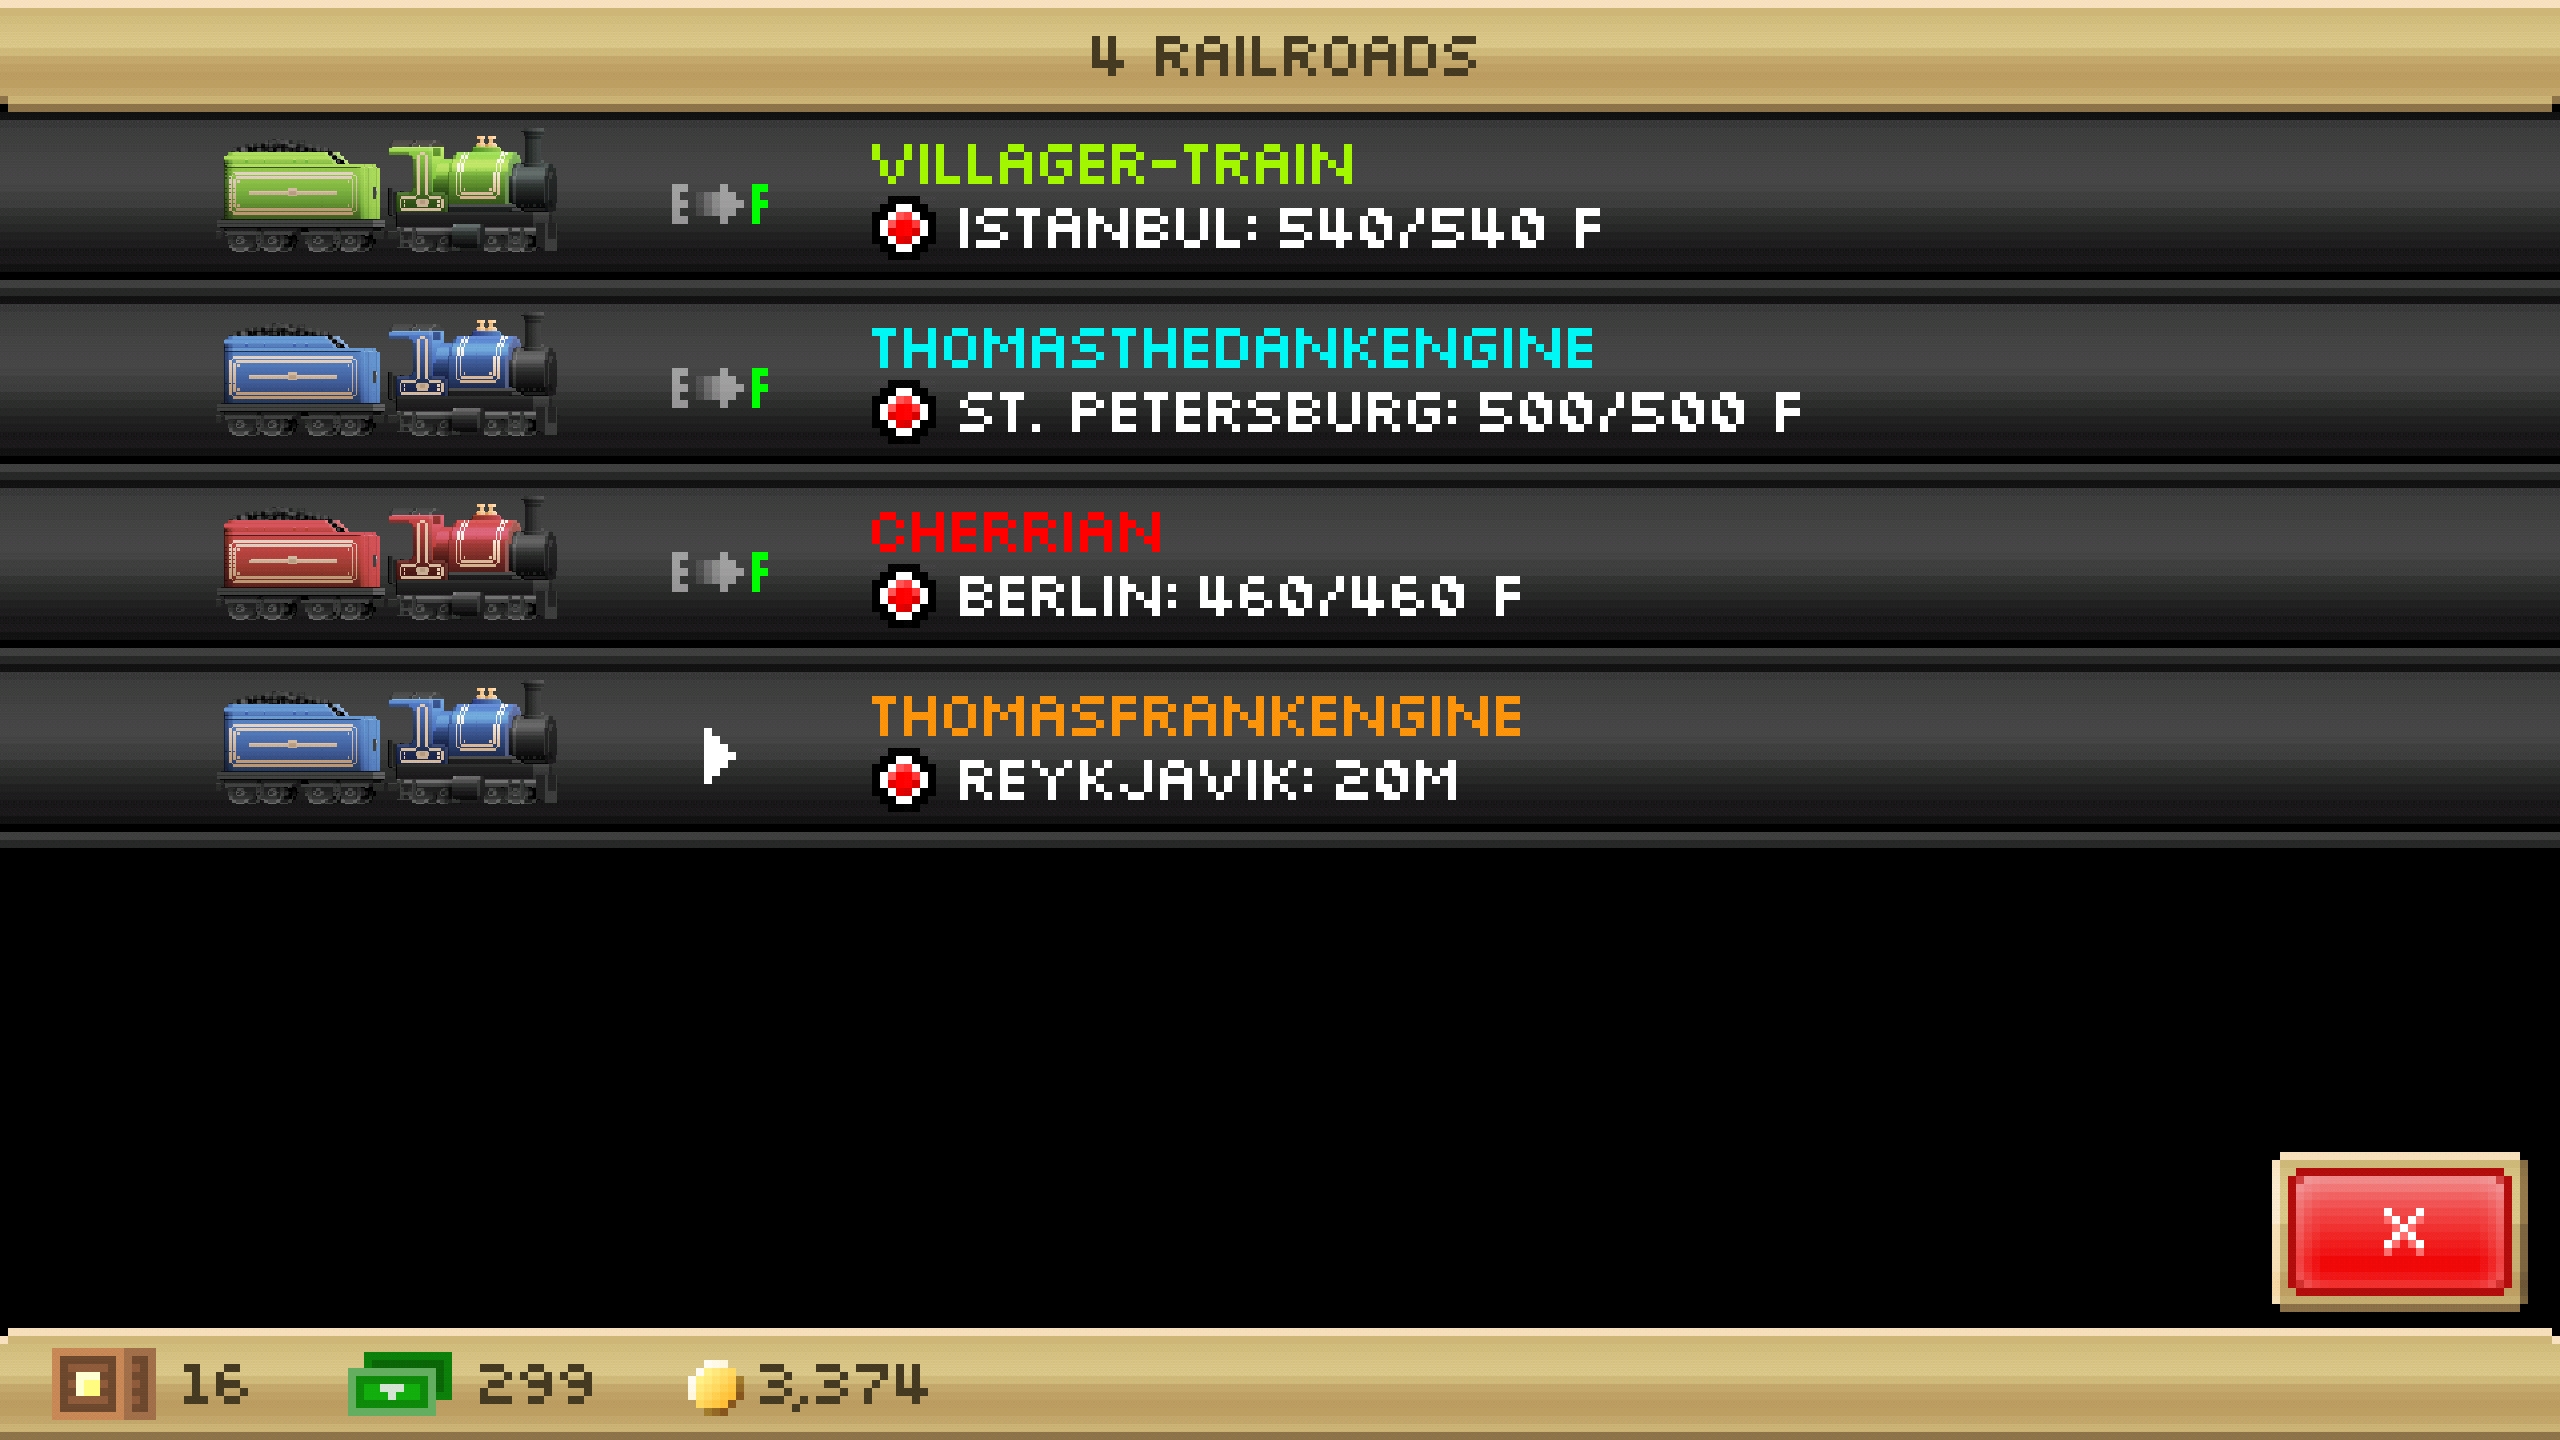 4 RAILROADS
VILLAGER-TRAIN
E F
ISTANBUL: 540/540 F
THOMASTHEDANKENGINE
E F
ST. PETERSBURG: 500/500 F
CHERRIAN
E F
BERLIN: 460/460 F
THOMASFRANKENGINE
REYKJAVIK: 20M
X
16 299 3,374